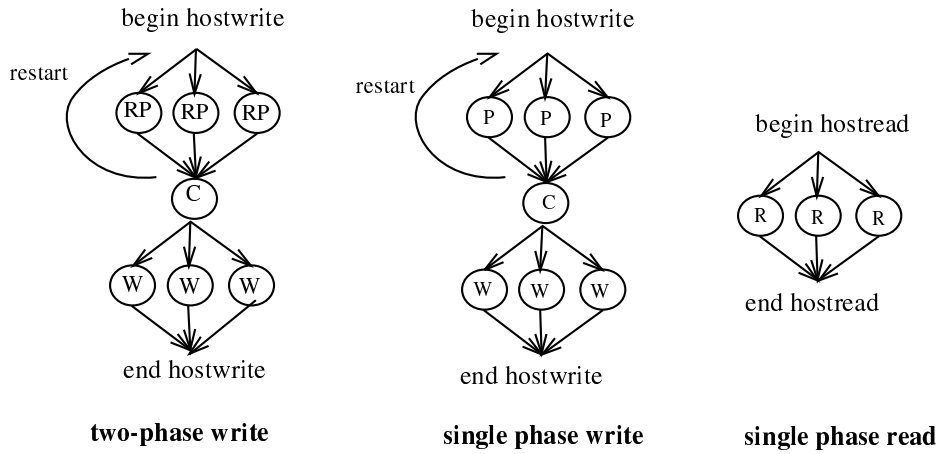 begin hostwrite
restart
RP RP RP
C
W W W
end hostwrite
two-phase write
begin hostwrite
restart
P P P
C
W W W
end hostwrite
single phase write
begin hostread
R R R
end hostread
single phase read